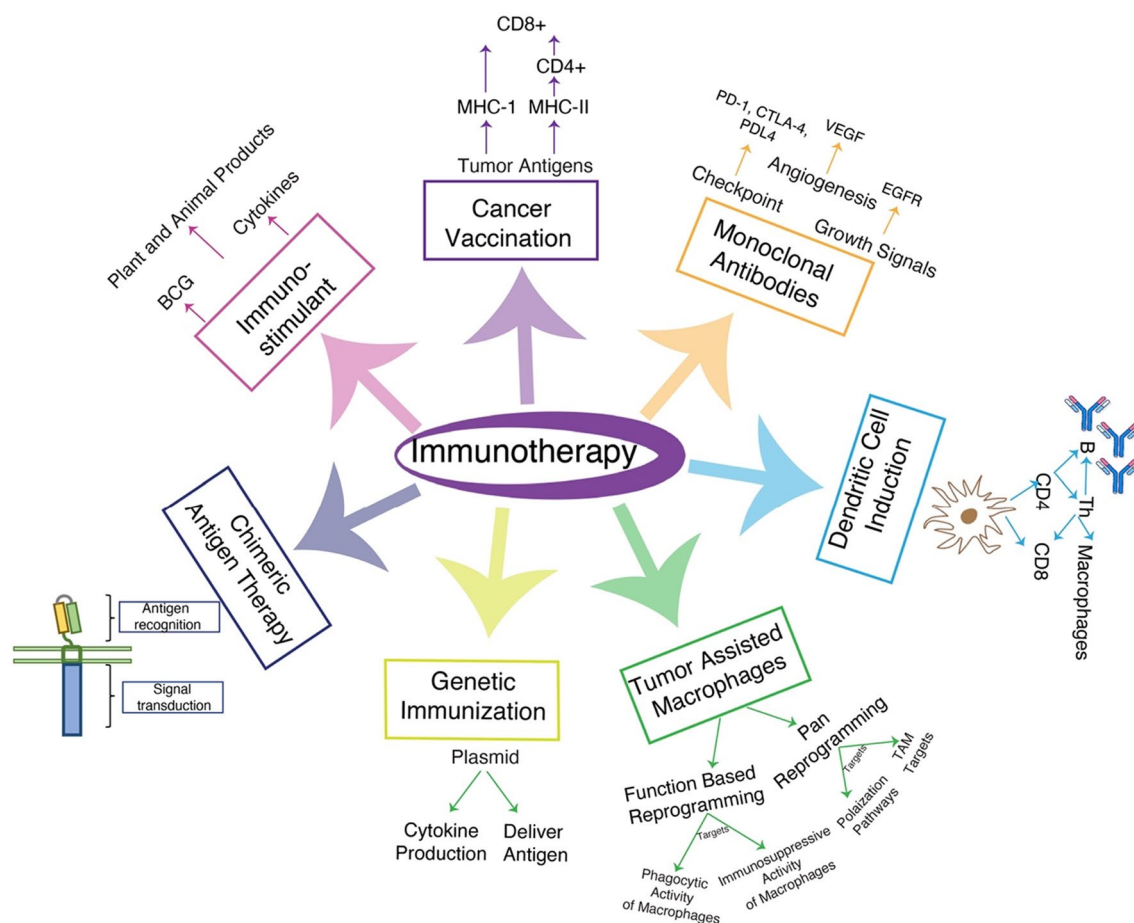 CD8+
CD4+
MHC-1
MHC-II
Tumor Antigens
Cancer
Vaccination
PD-1, CTLA-4,
PDL4
VEGF
EGFR
Checkpoint
Angiogenesis
Growth Signals
Monoclonal
Antibodies
Plant and Animal Products
Cytokines
BCG
Immuno-
stimulant
Immunotherapy
Dendritic Cell
Induction
CD4
CD8
B
Th
Macrophages
Chimeric
Antigen Therapy
Antigen
recognition
Signal
transduction
Genetic
Immunization
Plasmid
Cytokine
Production
Deliver
Antigen
Tumor Assisted
Macrophages
Function Based
Reprogramming
Targets
Phagocytic
Activity
of Macrophages
Immunosuppressive
Activity
of Macrophages
Pan
Reprogramming
Targets
TAM
Targets
Polaization
Pathways